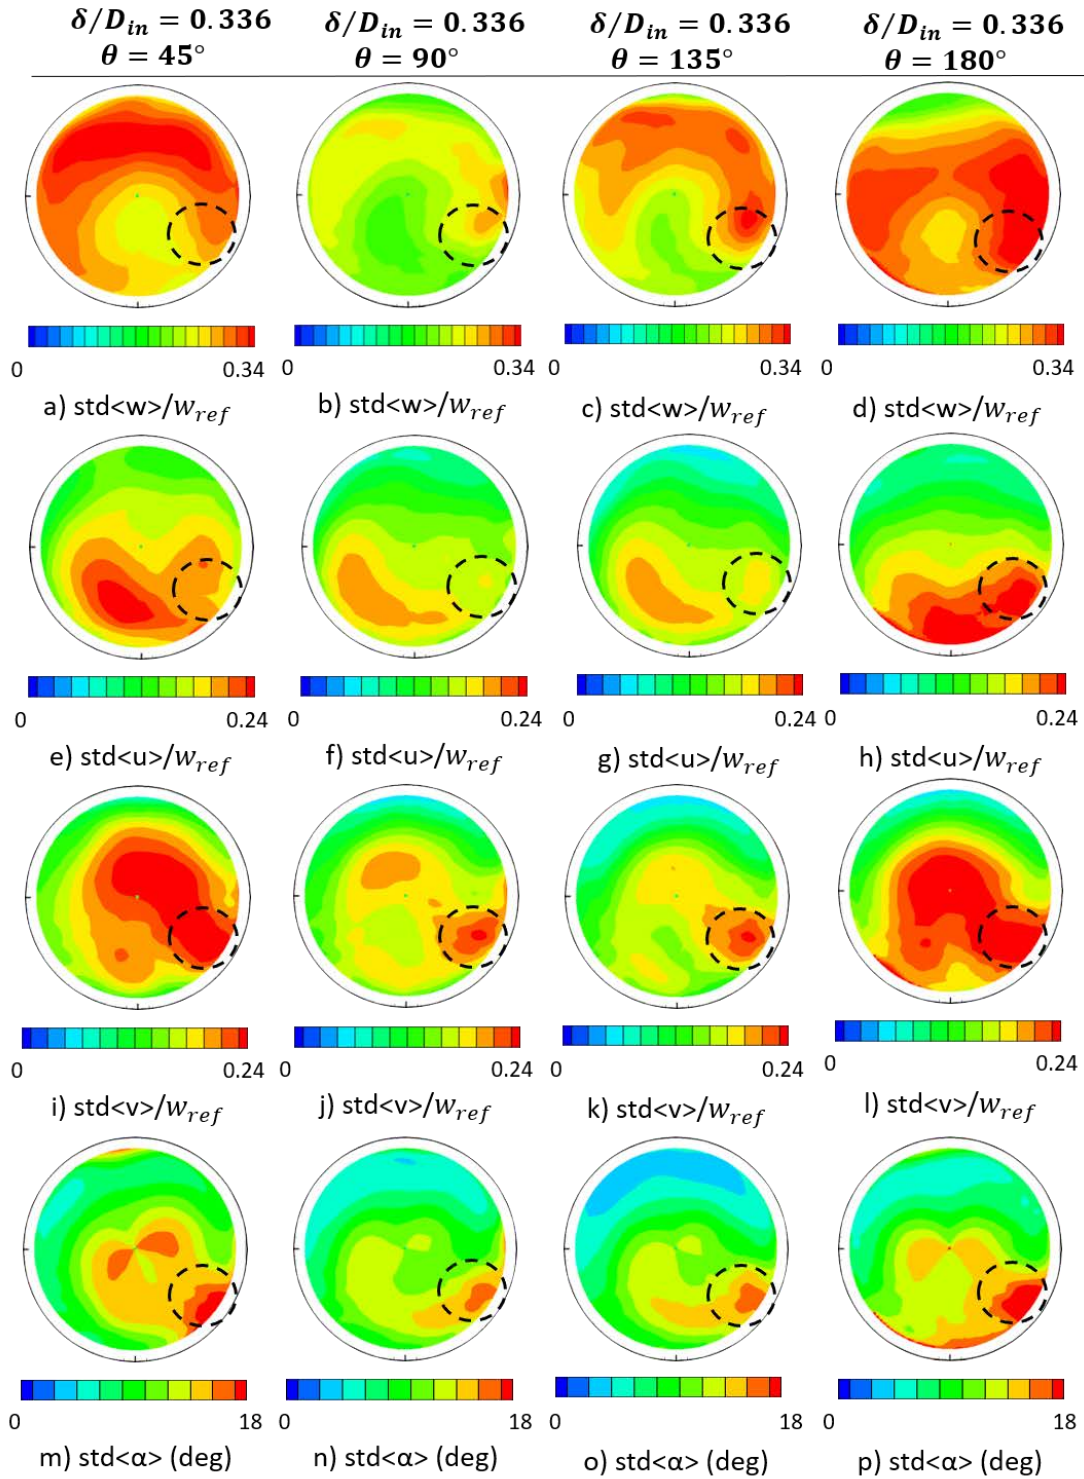 δ/D_in = 0.336 δ/D_in = 0.336 δ/D_in = 0.336 δ/D_in = 0.336
θ = 45° θ = 90° θ = 135° θ = 180°
0 0.34 0 0.34 0 0.34 0 0.34
a) std<w>/w_ref b) std<w>/w_ref c) std<w>/w_ref d) std<w>/w_ref
0 0.24 0 0.24 0 0.24 0 0.24
e) std<u>/w_ref f) std<u>/w_ref g) std<u>/w_ref h) std<u>/w_ref
0 0.24 0 0.24 0 0.24 0 0.24
i) std<v>/w_ref j) std<v>/w_ref k) std<v>/w_ref l) std<v>/w_ref
0 18 0 18 0 18 0 18
m) std<α> (deg) n) std<α> (deg) o) std<α> (deg) p) std<α> (deg)